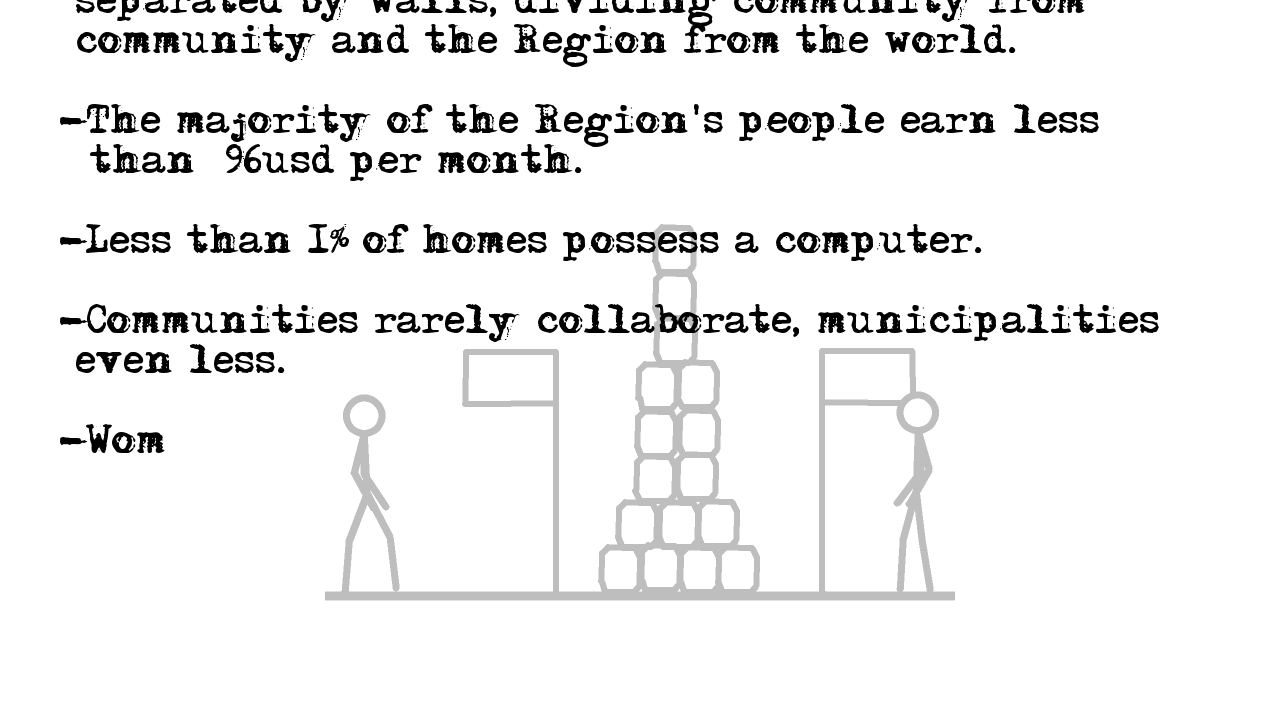 separated by walls, dividing community from
community and the Region from the world.
-The majority of the Region's people earn less
than 96usd per month.
-Less than 1% of homes possess a computer.
-Communities rarely collaborate, municipalities
even less.
-Wom